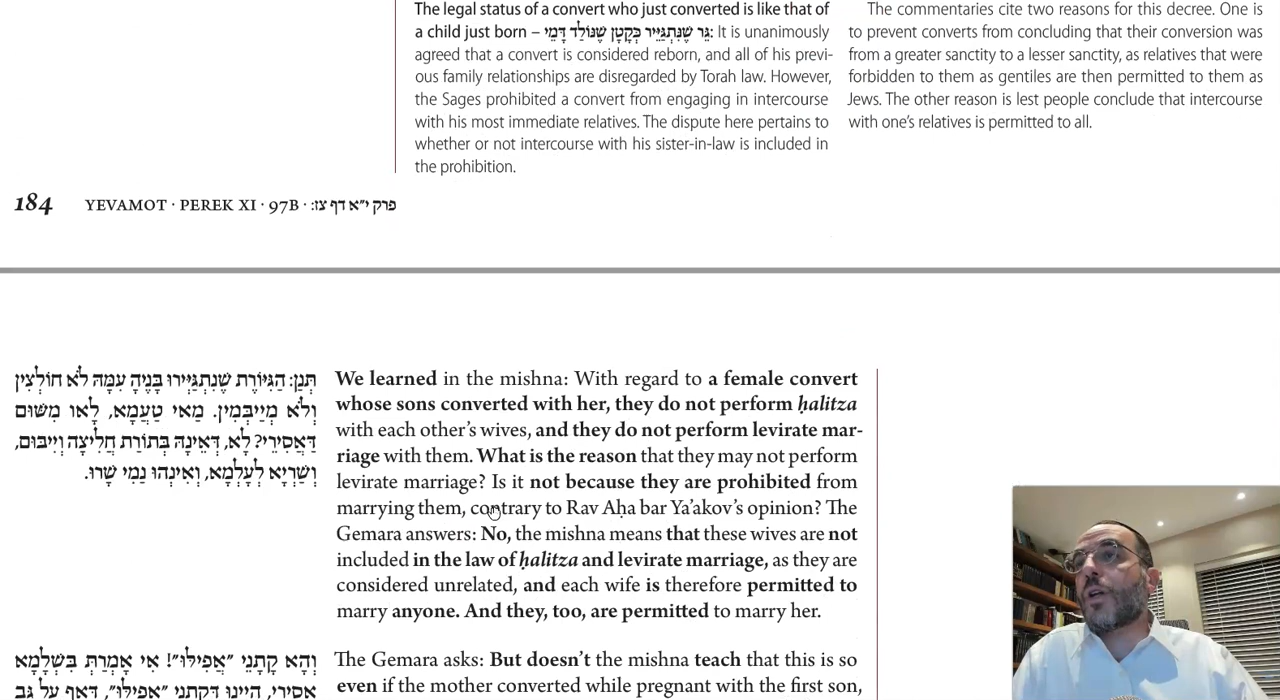 The legal status of a convert who just converted is like that of
a child just born – גֵּר שֶׁנִּתְגַּיֵּיר כְּקָטָן שֶׁנּוֹלַד דָּמֵי: It is unanimously
agreed that a convert is considered reborn, and all of his previ-
ous family relationships are disregarded by Torah law. However,
the Sages prohibited a convert from engaging in intercourse
with his most immediate relatives. The dispute here pertains to
whether or not intercourse with his sister-in-law is included in
the prohibition.
The commentaries cite two reasons for this decree. One is
to prevent converts from concluding that their conversion was
from a greater sanctity to a lesser sanctity, as relatives that were
forbidden to them as gentiles are then permitted to them as
Jews. The other reason is lest people conclude that intercourse
with one's relatives is permitted to all.
184 YEVAMOT · PEREK XI · 97B · פרק י״א דף צז:
תְּנַן: הַגִּיּוֹרֶת שֶׁנִּתְגַּיְּירוּ בָּנֶיהָ עִמָּהּ לֹא חוֹלְצִין
וְלֹא מְיַיבְּמִין. מַאי טַעְמָא, לָאו מִשּׁוּם
דַּאֲסִירִי? לָא, דְּאֵינָהּ בְּתוֹרַת חֲלִיצָה וְיִיבּוּם,
וְשַׁרְיָא לְעָלְמָא, וְאִינְהוּ נַמִי שָׁרוּ.
We learned in the mishna: With regard to a female convert
whose sons converted with her, they do not perform ḥalitza
with each other's wives, and they do not perform levirate mar-
riage with them. What is the reason that they may not perform
levirate marriage? Is it not because they are prohibited from
marrying them, contrary to Rav Aḥa bar Ya'akov's opinion? The
Gemara answers: No, the mishna means that these wives are not
included in the law of ḥalitza and levirate marriage, as they are
considered unrelated, and each wife is therefore permitted to
marry anyone. And they, too, are permitted to marry her.
וְהָא קָתָנֵי ״אֲפִילּוּ״! אִי אָמְרַתְּ בִּשְׁלָמָא
אֲסִירִי, הַיְינוּ דְּקָתָנֵי ״אֲפִילּוּ״, דְּאַף עַל גַּב
The Gemara asks: But doesn't the mishna teach that this is so
even if the mother converted while pregnant with the first son,